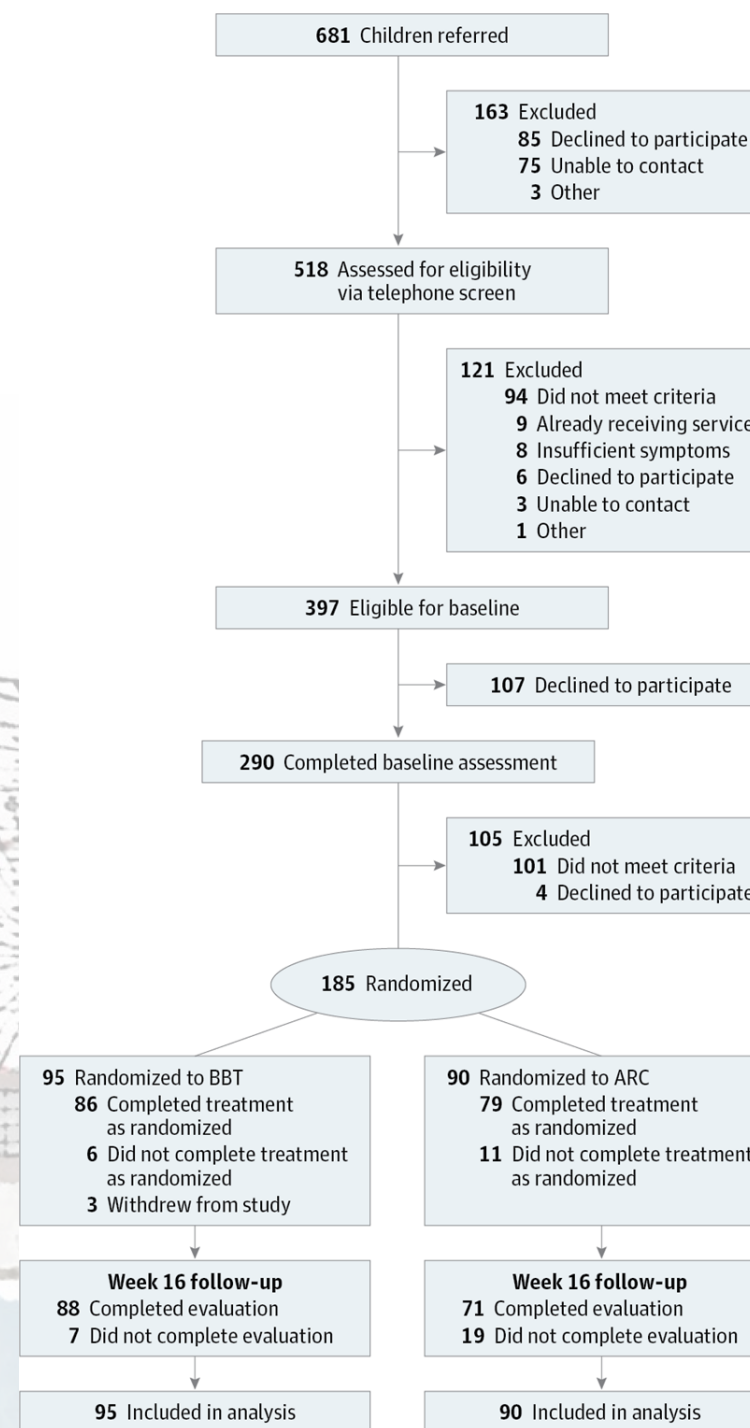 681 Children referred
163 Excluded
85 Declined to participate
75 Unable to contact
3 Other
518 Assessed for eligibility
via telephone screen
121 Excluded
94 Did not meet criteria
9 Already receiving service
8 Insufficient symptoms
6 Declined to participate
3 Unable to contact
1 Other
397 Eligible for baseline
107 Declined to participate
290 Completed baseline assessment
105 Excluded
101 Did not meet criteria
4 Declined to participate
185 Randomized
95 Randomized to BBT
86 Completed treatment
as randomized
6 Did not complete treatment
as randomized
3 Withdrew from study
90 Randomized to ARC
79 Completed treatment
as randomized
11 Did not complete treatment
as randomized
Week 16 follow-up
88 Completed evaluation
7 Did not complete evaluation
Week 16 follow-up
71 Completed evaluation
19 Did not complete evaluation
95 Included in analysis
90 Included in analysis